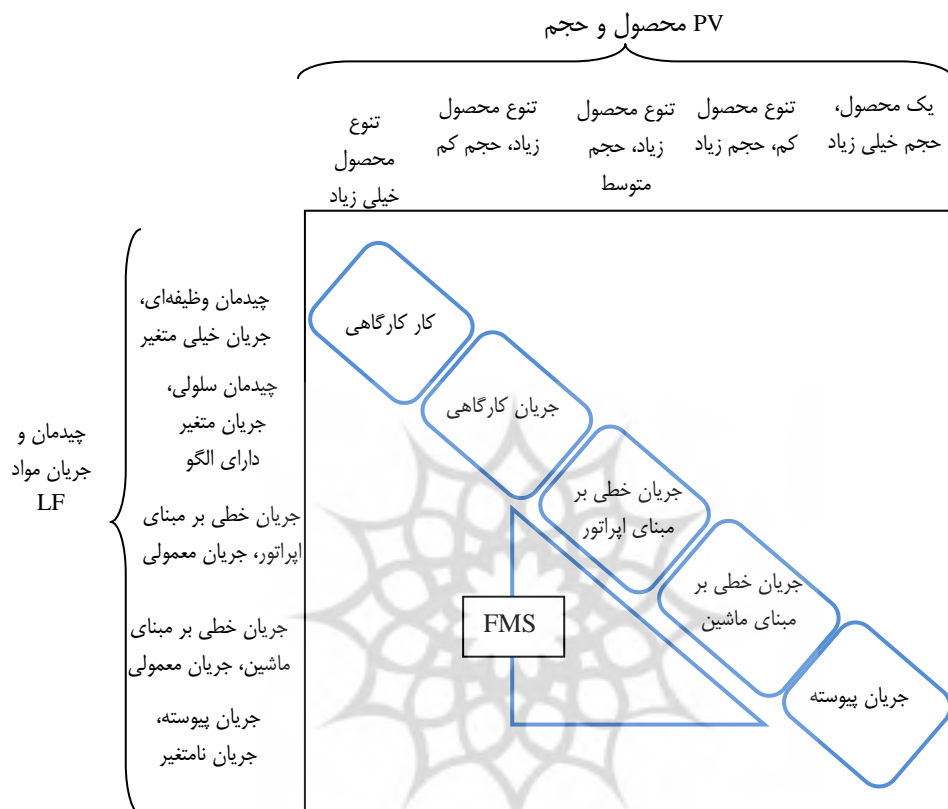 PV محصول و حجم
یک محصول،
حجم خیلی زیاد
تنوع محصول
کم، حجم زیاد
تنوع محصول
زیاد، حجم
متوسط
تنوع محصول
زیاد، حجم کم
تنوع
محصول
خیلی زیاد
چیدمان و
جریان مواد
LF
چیدمان وظیفه‌ای،
جریان خیلی متغیر
چیدمان سلولی،
جریان متغیر
دارای الگو
جریان خطی بر مبنای
اپراتور، جریان معمولی
جریان خطی بر مبنای
ماشین، جریان معمولی
جریان پیوسته،
جریان نامتغیر
کار کارگاهی
جریان کارگاهی
جریان خطی بر
مبنای اپراتور
جریان خطی بر
مبنای ماشین
جریان پیوسته
FMS